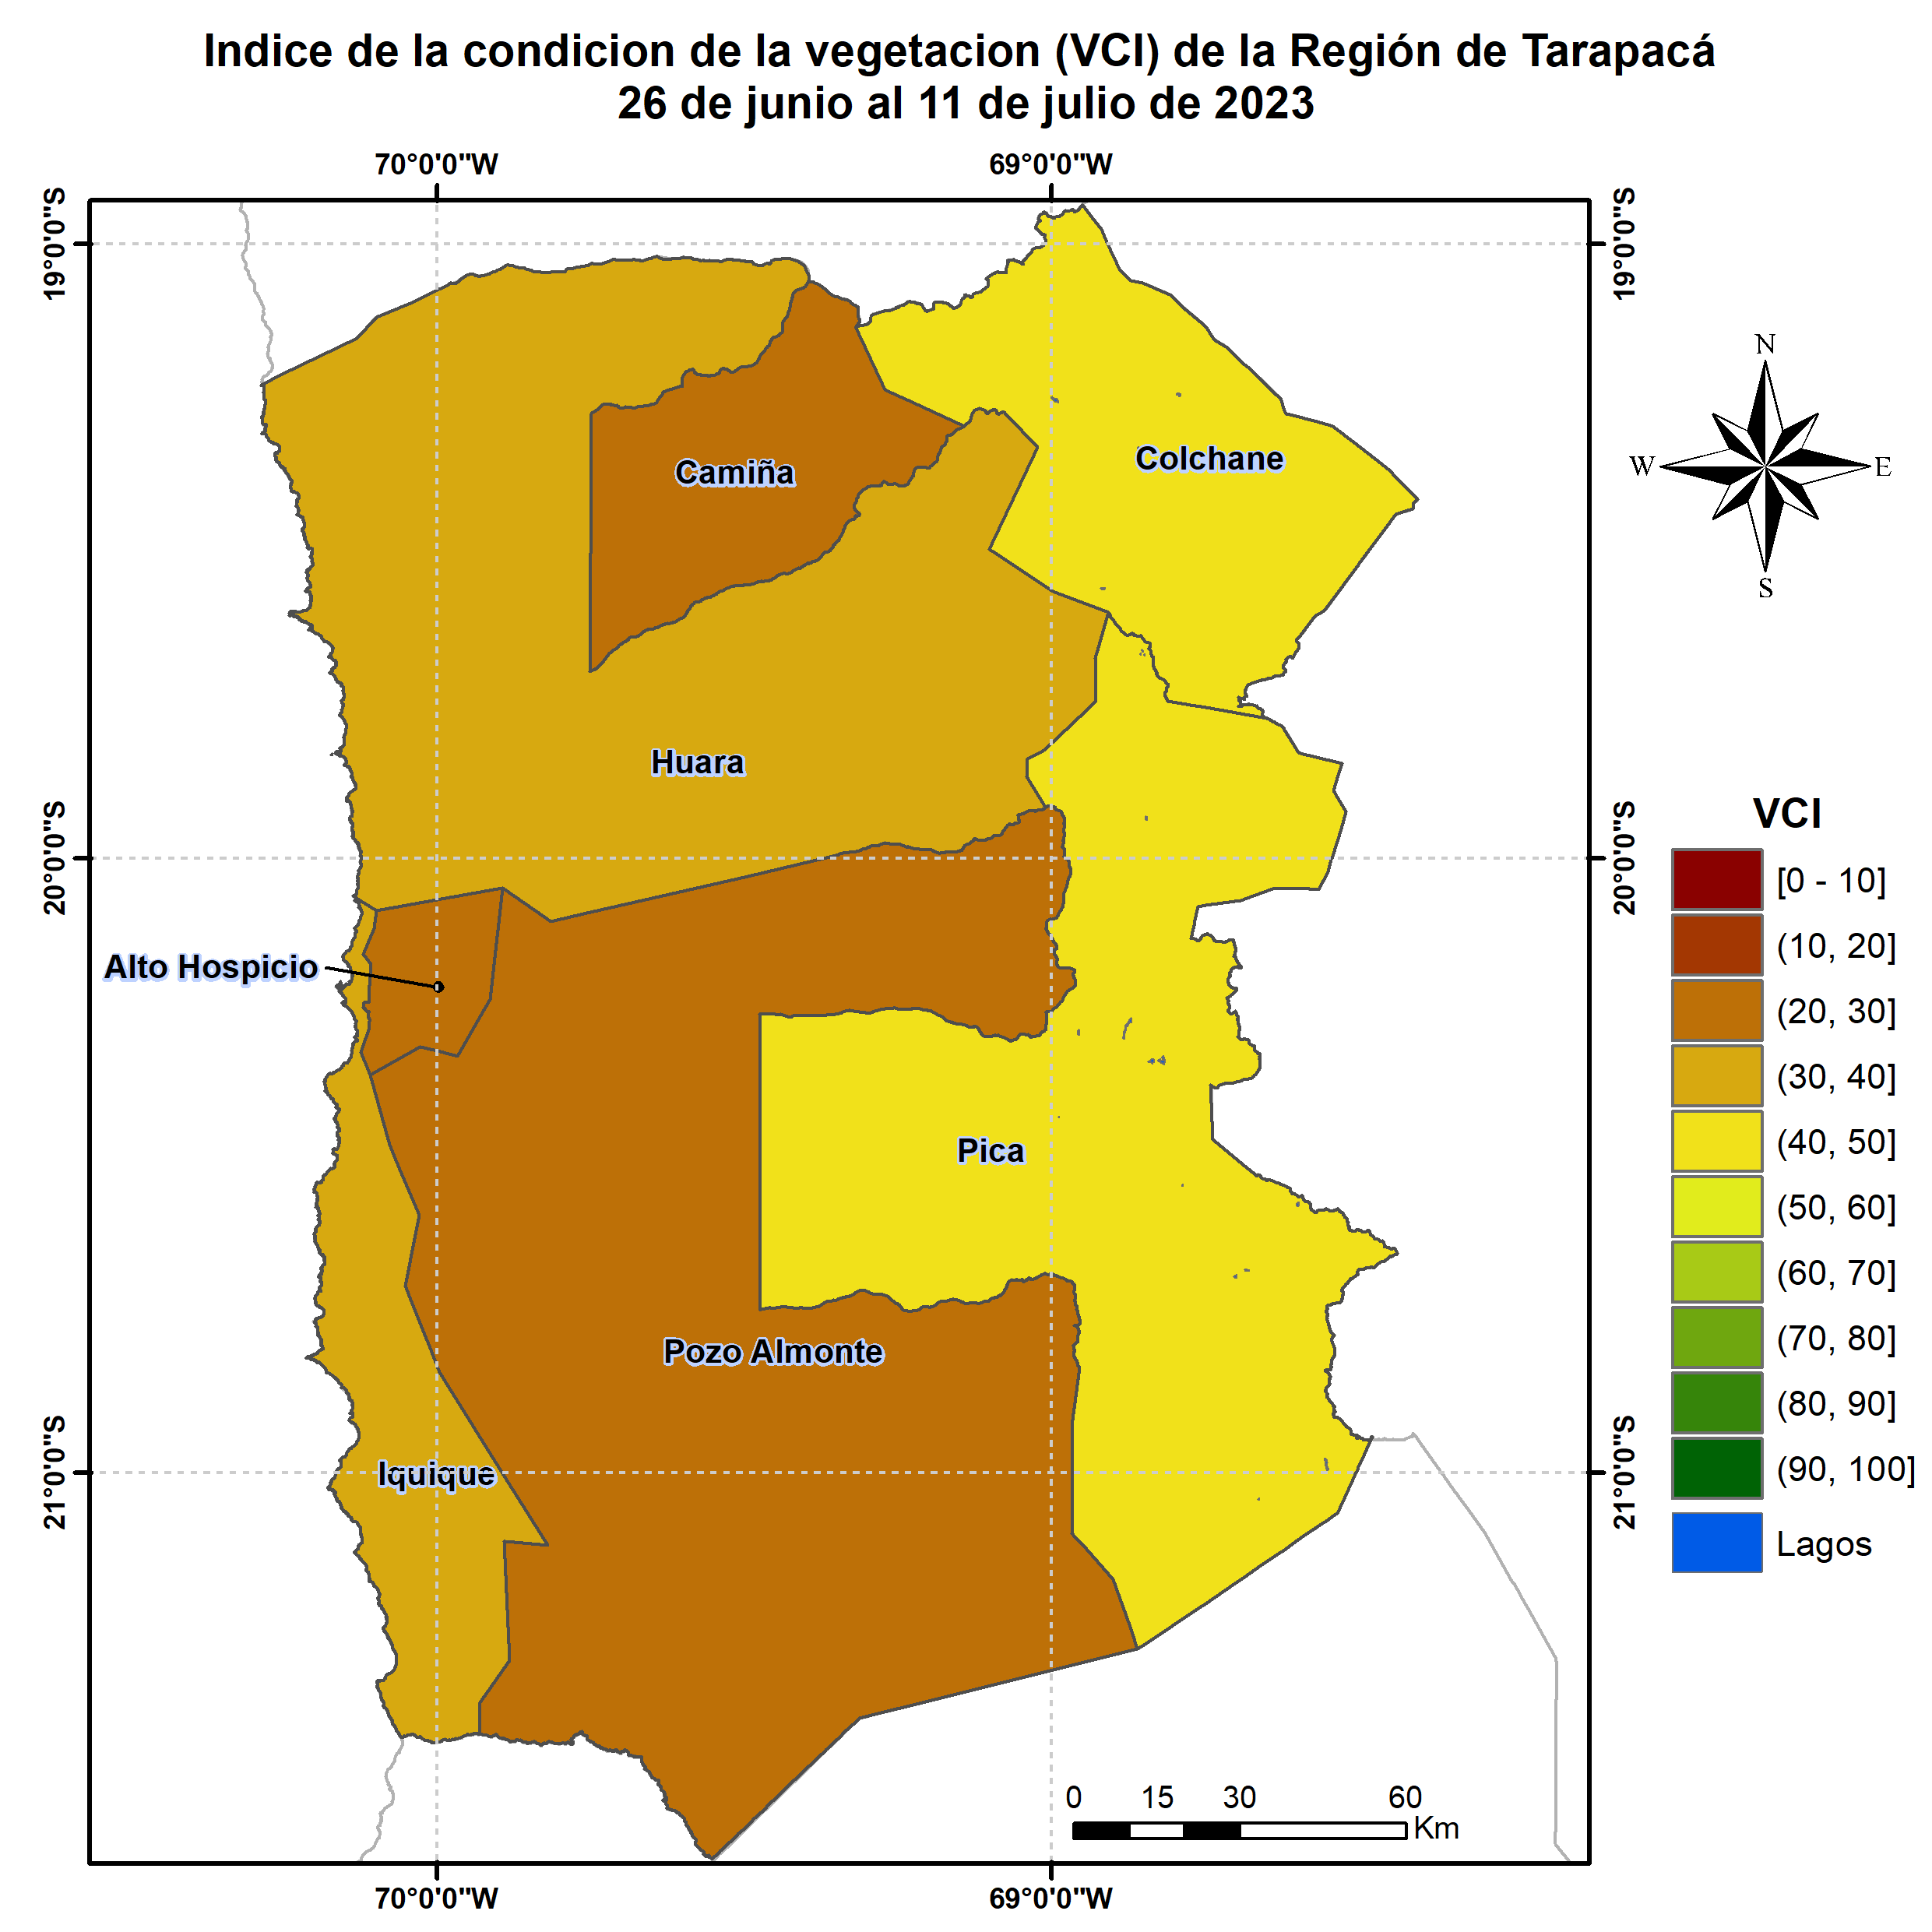 Indice de la condicion de la vegetacion (VCI) de la Región de Tarapacá
26 de junio al 11 de julio de 2023
70°0'0"W
69°0'0"W
19°0'0"S
19°0'0"S
N
W
E
S
Camiña
Colchane
Huara
20°0'0"S
20°0'0"S
Alto Hospicio
Pica
Pozo Almonte
Iquique
21°0'0"S
21°0'0"S
VCI
[0 - 10]
(10, 20]
(20, 30]
(30, 40]
(40, 50]
(50, 60]
(60, 70]
(70, 80]
(80, 90]
(90, 100]
Lagos
0 15 30 60
Km
70°0'0"W
69°0'0"W